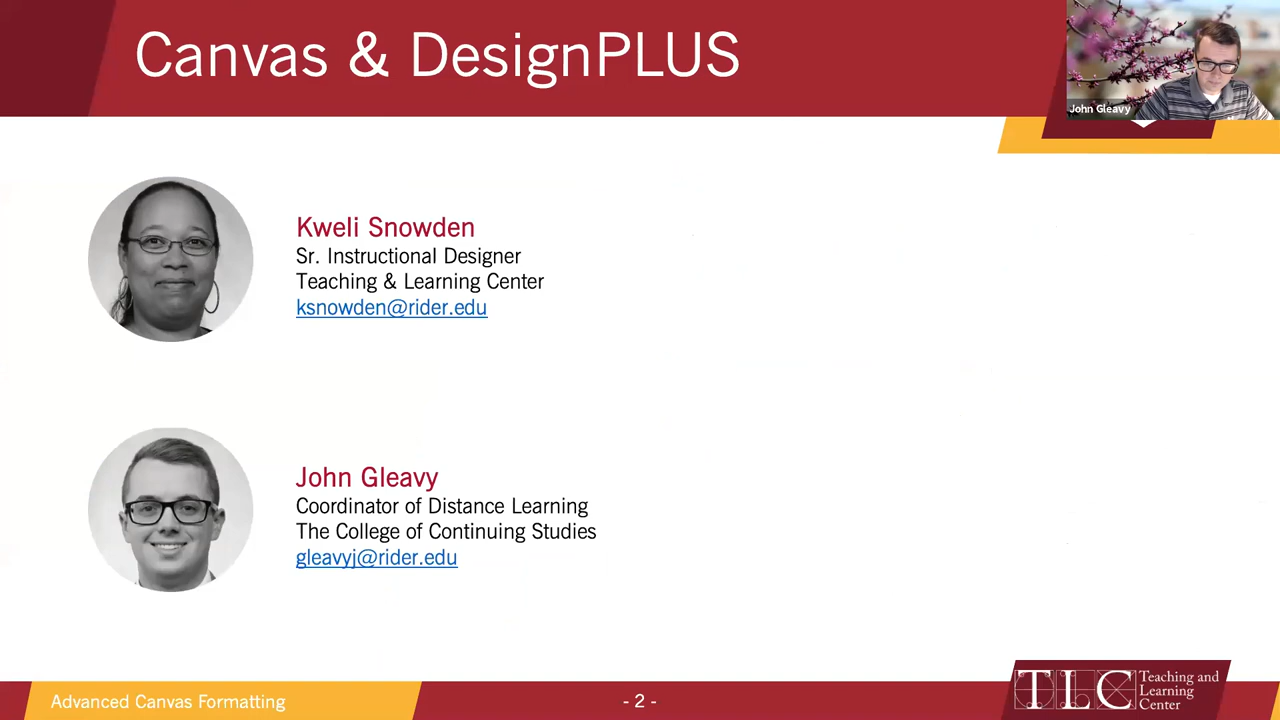 Canvas & DesignPLUS
John Gleavy
Kweli Snowden
Sr. Instructional Designer
Teaching & Learning Center
ksnowden@rider.edu
John Gleavy
Coordinator of Distance Learning
The College of Continuing Studies
gleavyj@rider.edu
Advanced Canvas Formatting
- 2 -
TLC
Teaching and
Learning
Center